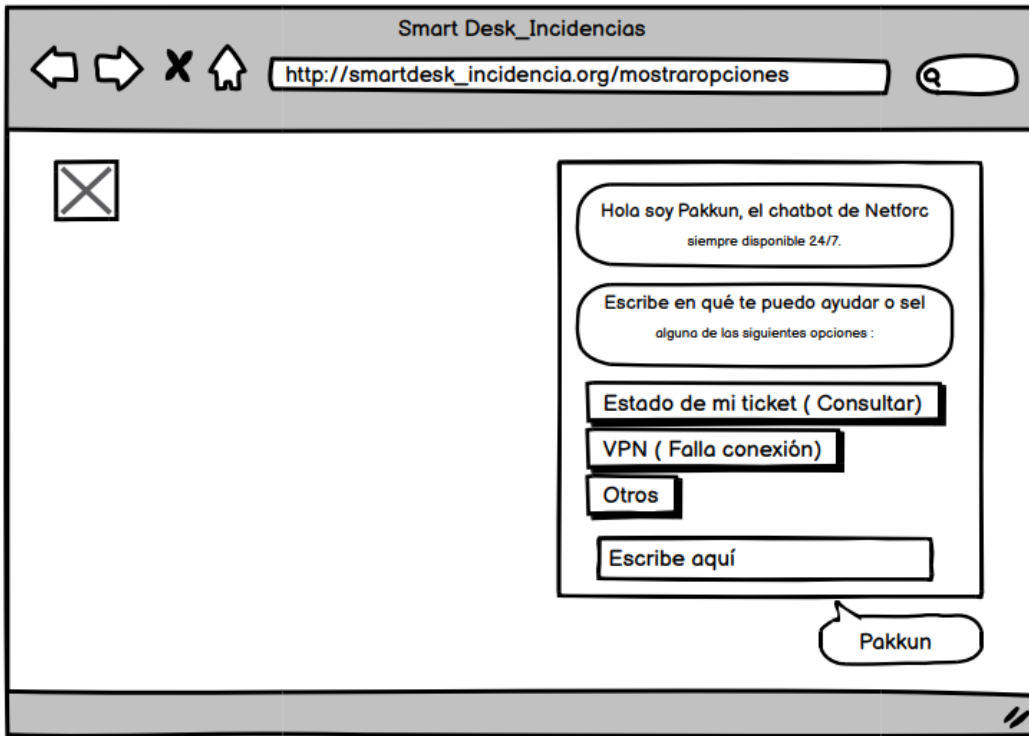 Smart Desk_Incidencias
http://smartdesk_incidencia.org/mostraropciones
Hola soy Pakkun, el chatbot de Netforc
siempre disponible 24/7.
Escribe en qué te puedo ayudar o sel
alguna de las siguientes opciones :
Estado de mi ticket ( Consultar)
VPN ( Falla conexión)
Otros
Escribe aquí
Pakkun